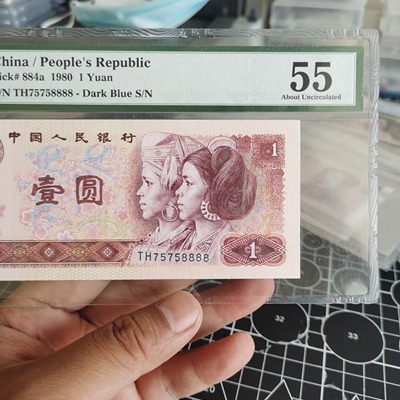 China / People's Republic
Pick# 884a 1980 1 Yuan
S/N TH75758888 - Dark Blue S/N
55
About Uncirculated
中国人民银行
1
壹圆
1
TH75758888
32
33